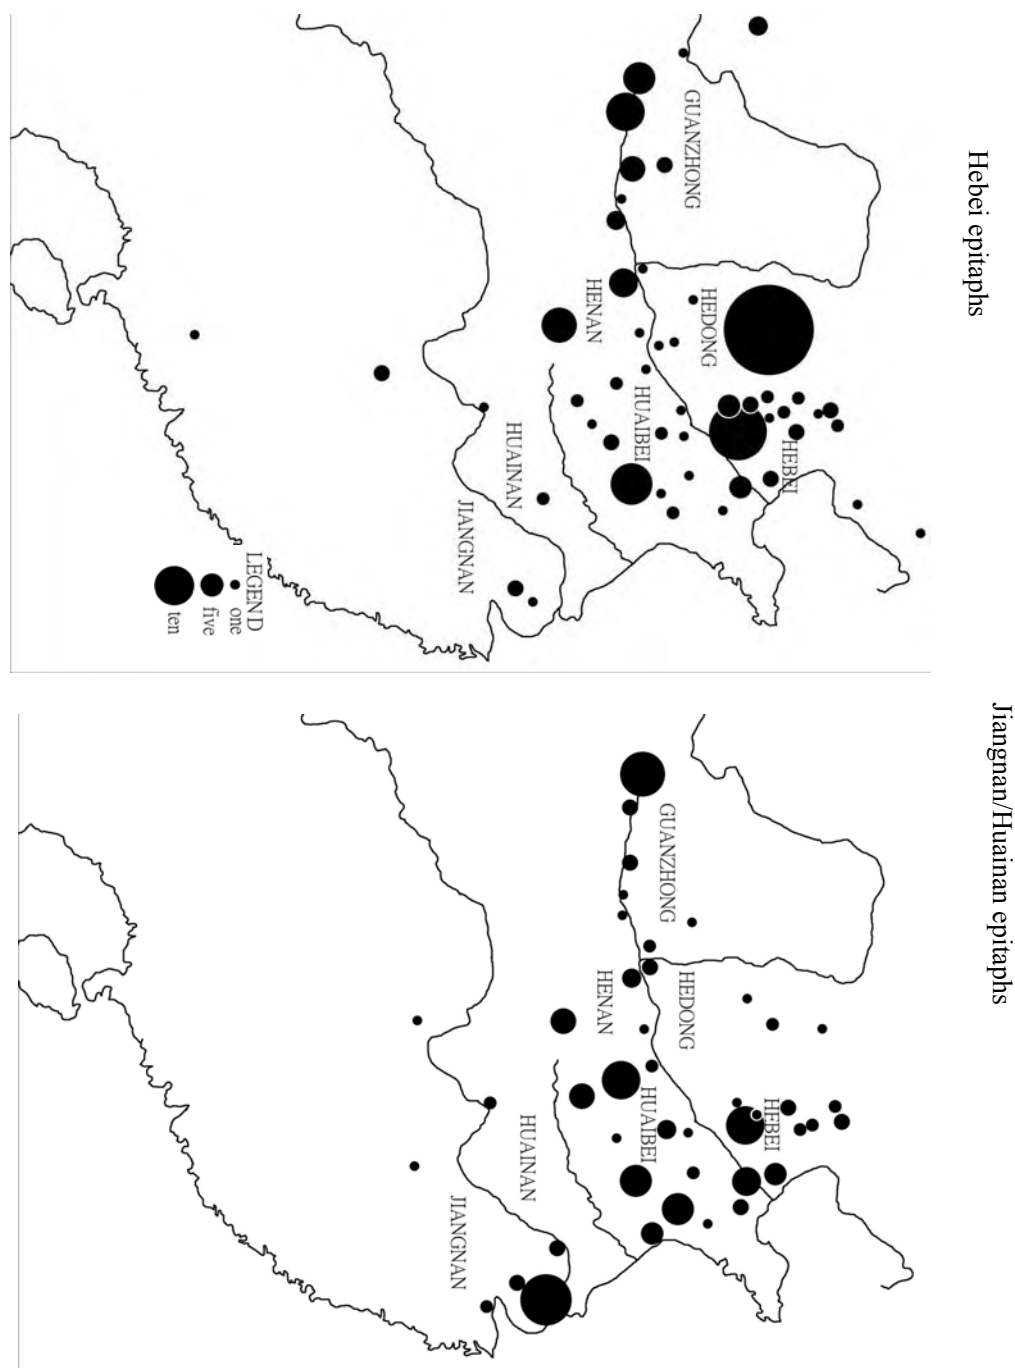 Hebei epitaphs
GUANZHONG
HEDONG
HENAN
HEBEI
HUAIBEI
HUAINAN
JIANGNAN
LEGEND
one
five
ten
Jiangnan/Huainan epitaphs
GUANZHONG
HEDONG
HENAN
HEBEI
HUAIBEI
HUAINAN
JIANGNAN